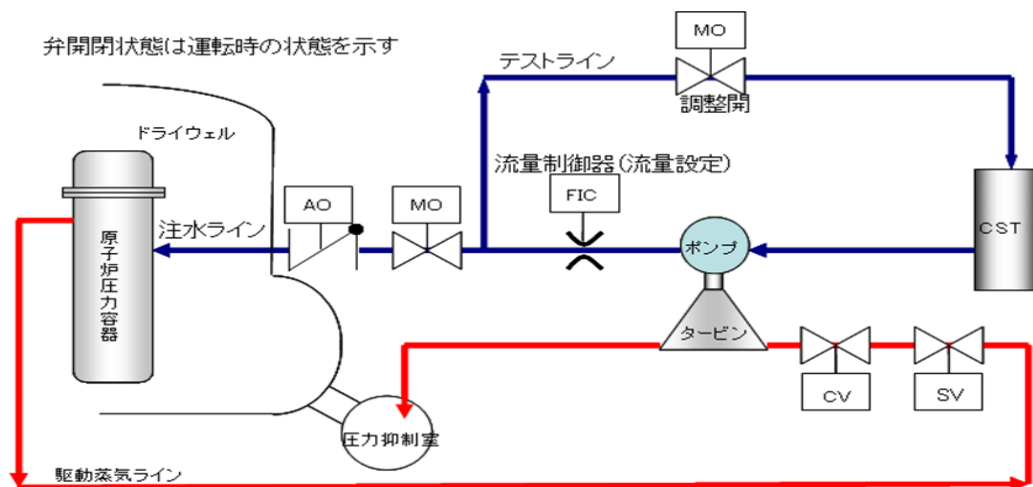 弁開閉状態は運転時の状態を示す
MO
テストライン
調整開
ドライウェル
流量制御器(流量設定)
AO
MO
FIC
注水ライン
原子炉圧力容器
ポンプ
CST
タービン
CV
SV
圧力抑制室
駆動蒸気ライン